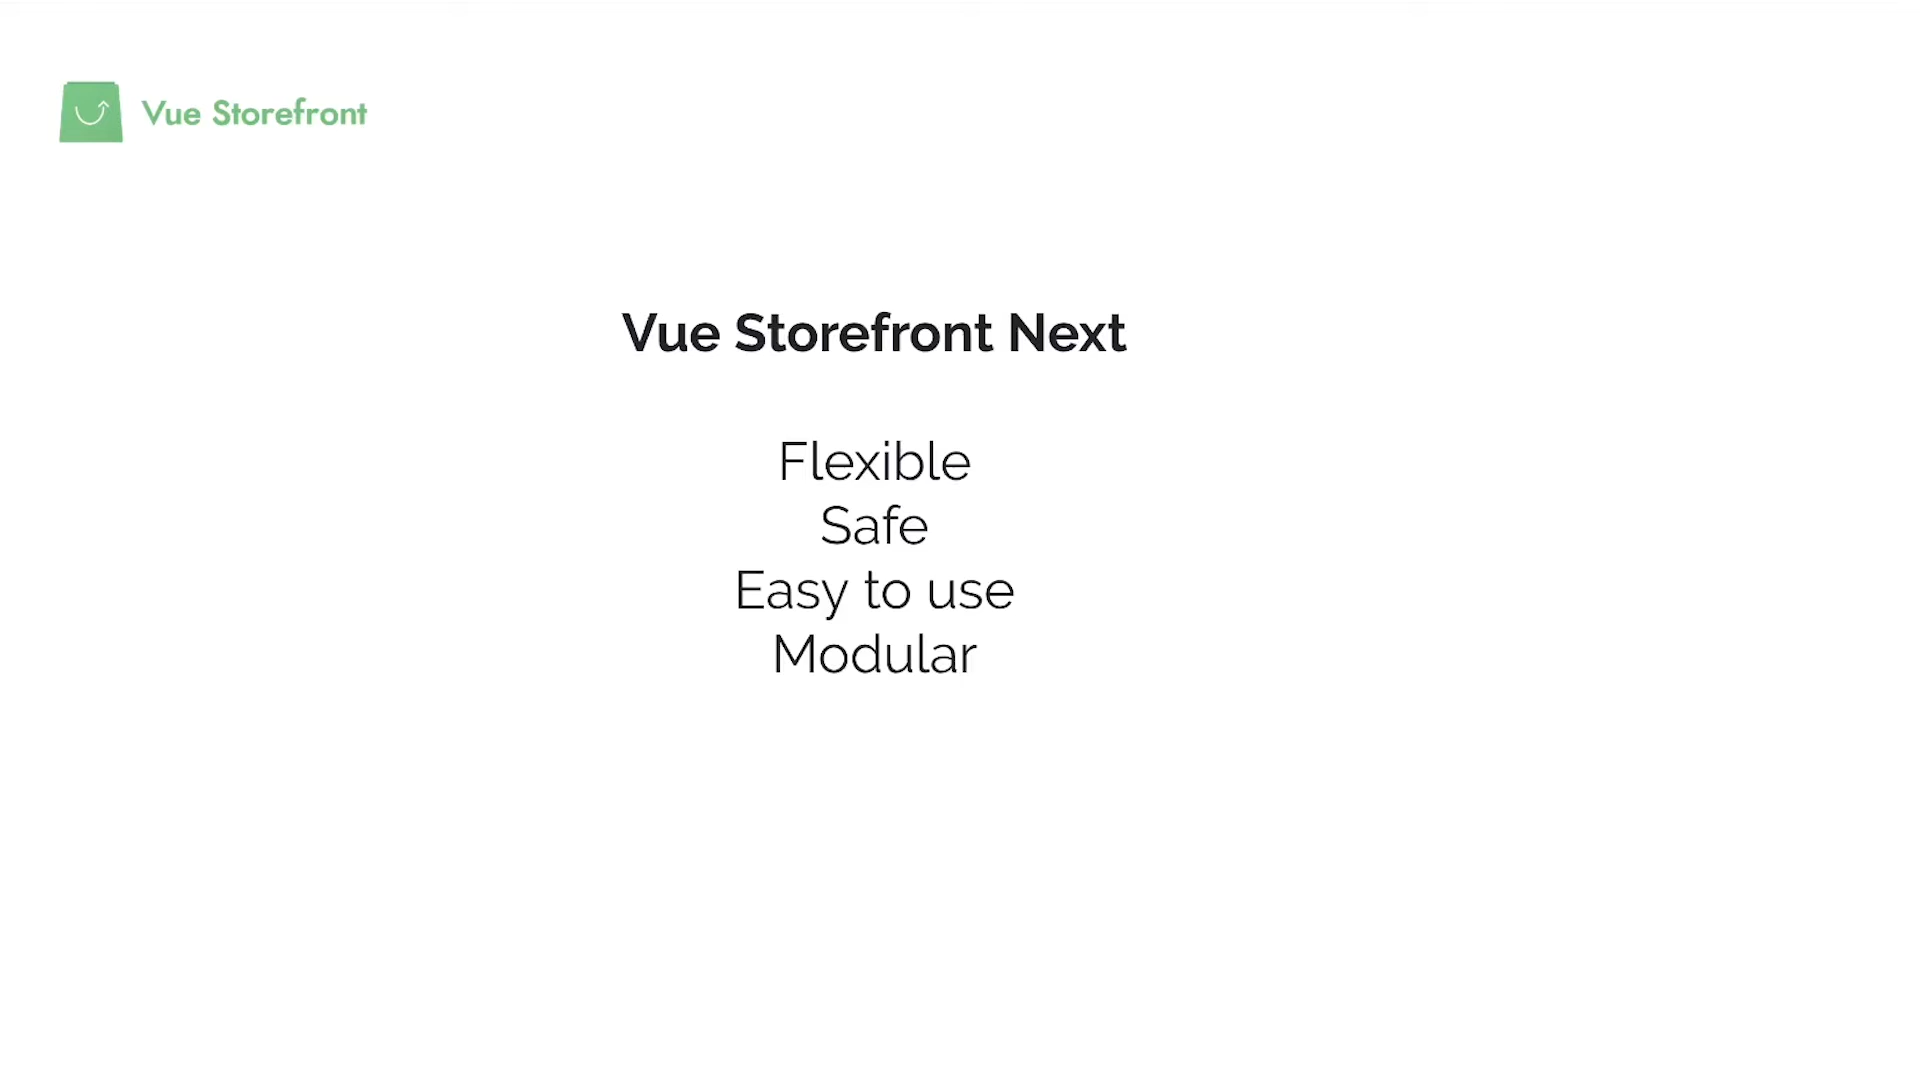 Vue Storefront
Vue Storefront Next
Flexible
Safe
Easy to use
Modular